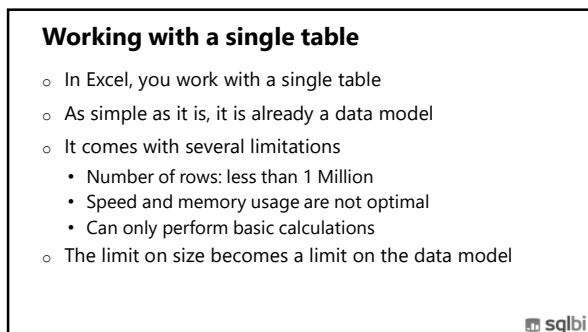 Working with a single table
o In Excel, you work with a single table
o As simple as it is, it is already a data model
o It comes with several limitations
• Number of rows: less than 1 Million
• Speed and memory usage are not optimal
• Can only perform basic calculations
o The limit on size becomes a limit on the data model
sqlbi